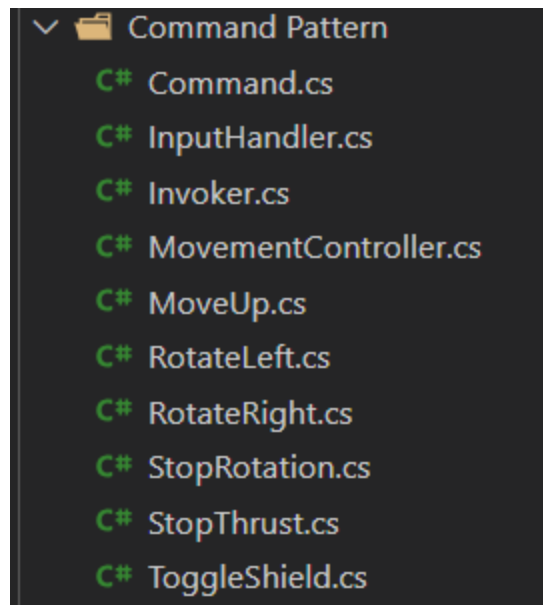 Command Pattern
C# Command.cs
C# InputHandler.cs
C# Invoker.cs
C# MovementController.cs
C# MoveUp.cs
C# RotateLeft.cs
C# RotateRight.cs
C# StopRotation.cs
C# StopThrust.cs
C# ToggleShield.cs